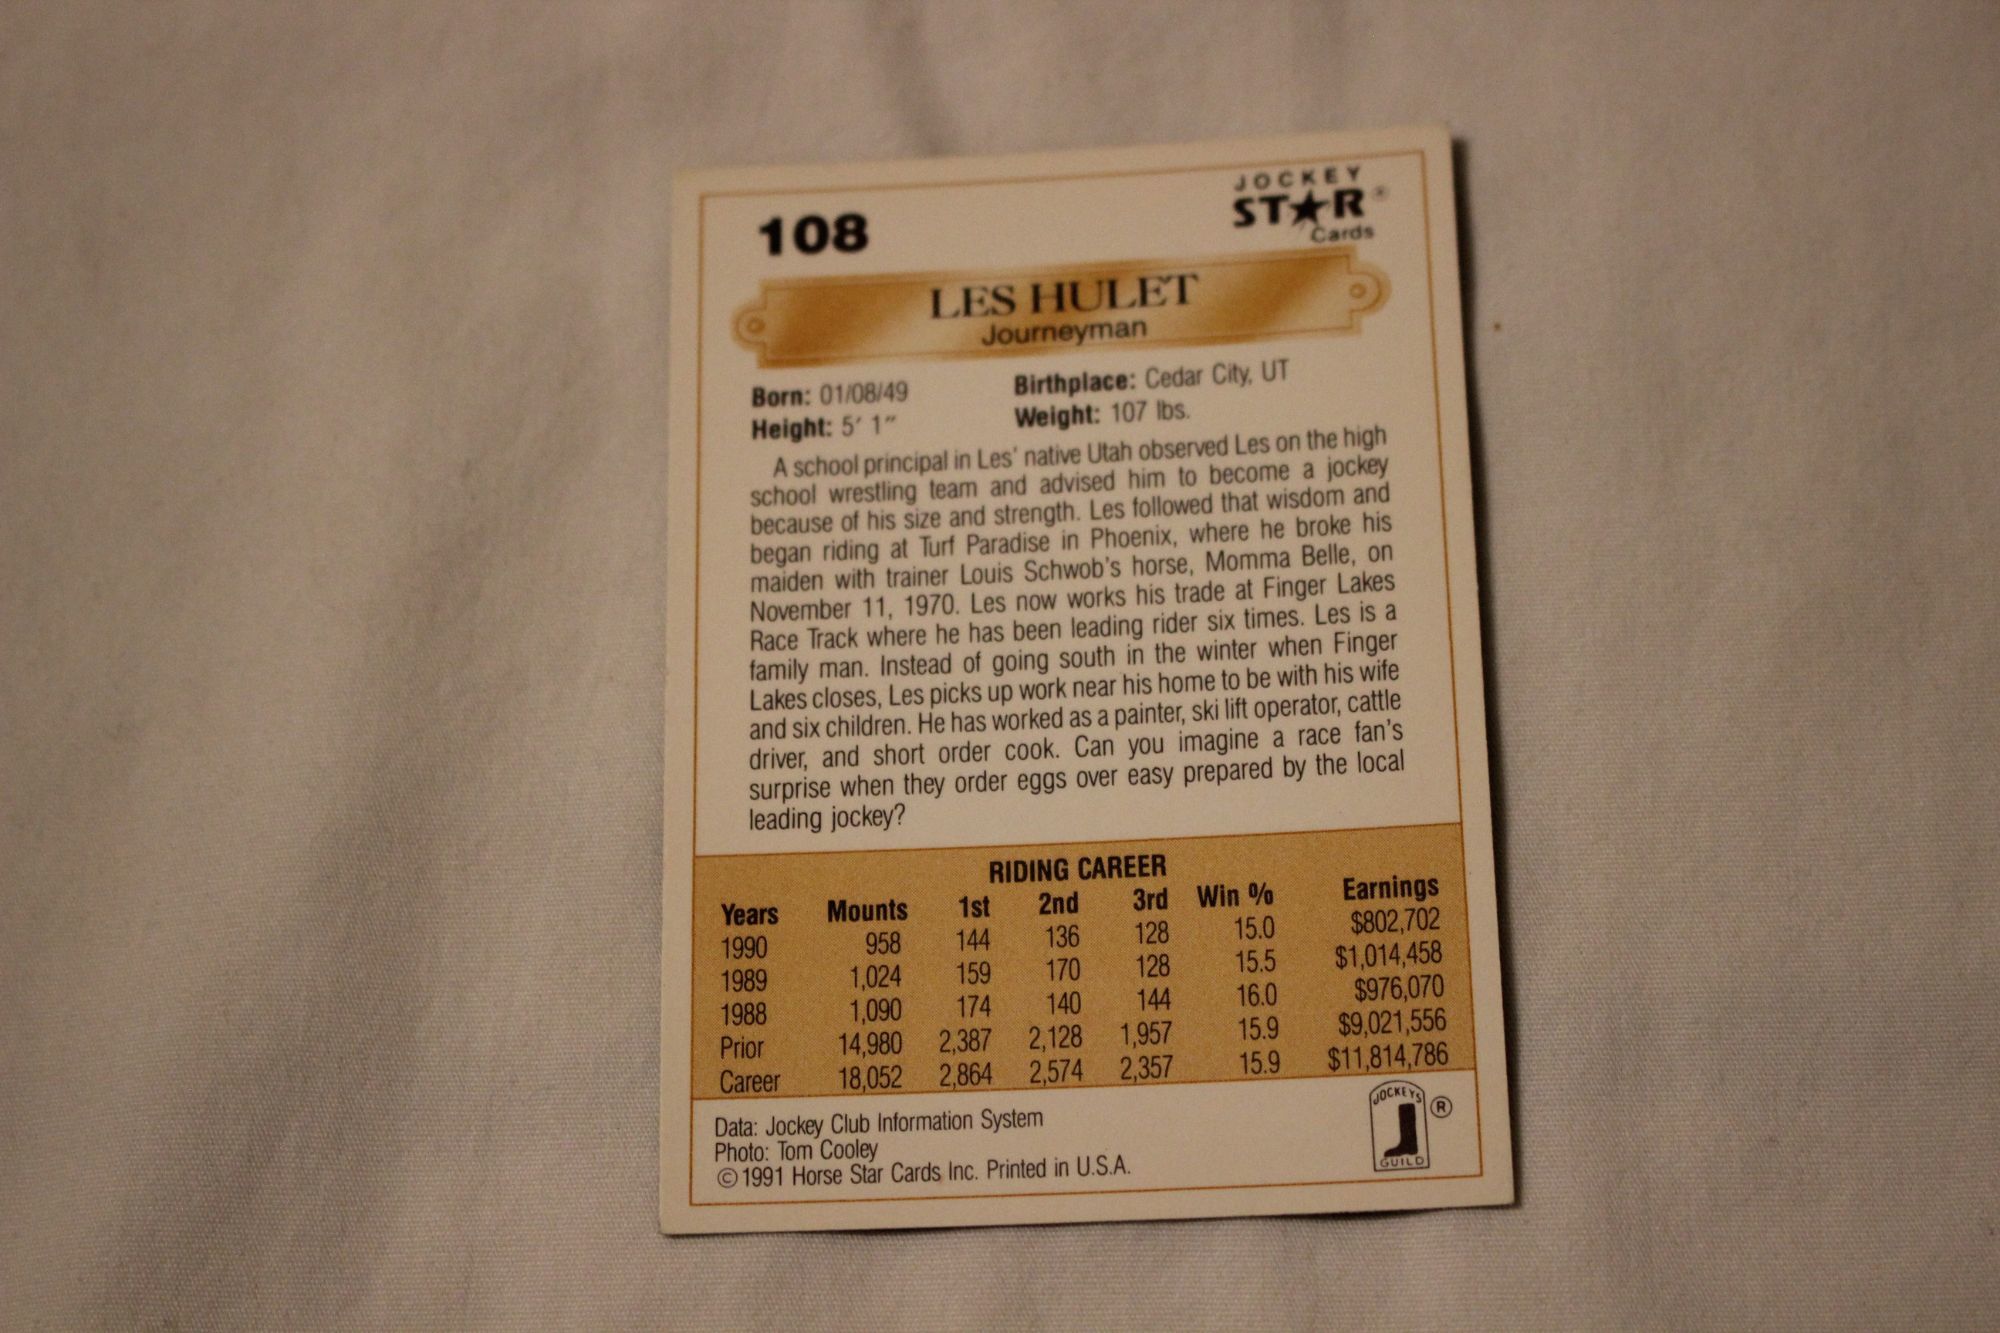 108
JOCKEY
STAR®
Cards
LES HULET
Journeyman
Born: 01/08/49 Birthplace: Cedar City, UT
Height: 5′ 1″ Weight: 107 lbs.
A school principal in Les' native Utah observed Les on the high
school wrestling team and advised him to become a jockey
because of his size and strength. Les followed that wisdom and
began riding at Turf Paradise in Phoenix, where he broke his
maiden with trainer Louis Schwob's horse, Momma Belle, on
November 11, 1970. Les now works his trade at Finger Lakes
Race Track where he has been leading rider six times. Les is a
family man. Instead of going south in the winter when Finger
Lakes closes, Les picks up work near his home to be with his wife
and six children. He has worked as a painter, ski lift operator, cattle
driver, and short order cook. Can you imagine a race fan's
surprise when they order eggs over easy prepared by the local
leading jockey?
RIDING CAREER
Years Mounts 1st 2nd 3rd Win % Earnings
1990 958 144 136 128 15.0 $802,702
1989 1,024 159 170 128 15.5 $1,014,458
1988 1,090 174 140 144 16.0 $976,070
Prior 14,980 2,387 2,128 1,957 15.9 $9,021,556
Career 18,052 2,864 2,574 2,357 15.9 $11,814,786
Data: Jockey Club Information System
Photo: Tom Cooley
©1991 Horse Star Cards Inc. Printed in U.S.A.
JOCKEYS
GUILD
®